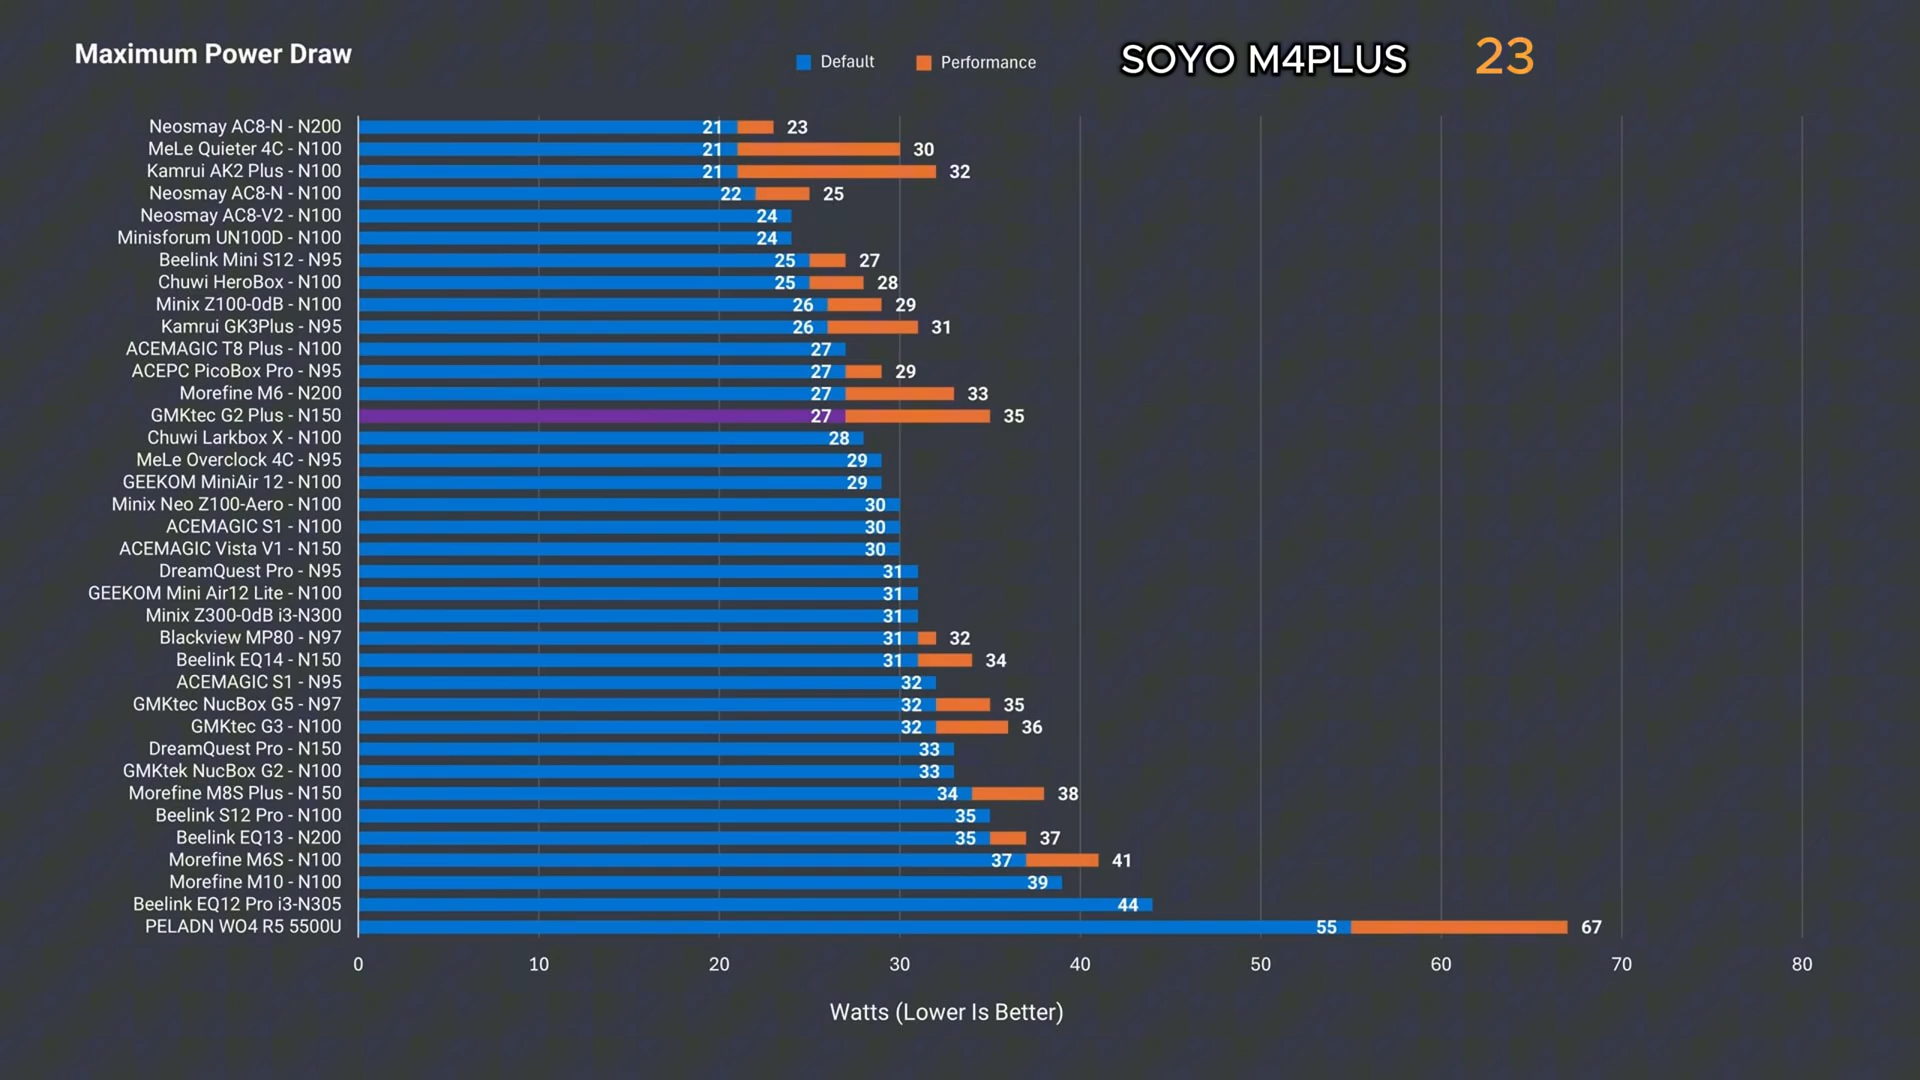 Maximum Power Draw
Default Performance
SOYO M4PLUS 23
Neosmay AC8-N - N200 21 23
MeLe Quieter 4C - N100 21 30
Kamrui AK2 Plus - N100 21 32
Neosmay AC8-N - N100 22 25
Neosmay AC8-V2 - N100 24
Minisforum UN100D - N100 24
Beelink Mini S12 - N95 25 27
Chuwi HeroBox - N100 25 28
Minix Z100-0dB - N100 26 29
Kamrui GK3Plus - N95 26 31
ACEMAGIC T8 Plus - N100 27
ACEPC PicoBox Pro - N95 27 29
Morefine M6 - N200 27 33
GMKtec G2 Plus - N150 27 35
Chuwi Larkbox X - N100 28
MeLe Overclock 4C - N95 29
GEEKOM MiniAir 12 - N100 29
Minix Neo Z100-Aero - N100 30
ACEMAGIC S1 - N100 30
ACEMAGIC Vista V1 - N150 30
DreamQuest Pro - N95 31
GEEKOM Mini Air12 Lite - N100 31
Minix Z300-0dB i3-N300 31
Blackview MP80 - N97 31 32
Beelink EQ14 - N150 31 34
ACEMAGIC S1 - N95 32
GMKtec NucBox G5 - N97 32 35
GMKtec G3 - N100 32 36
DreamQuest Pro - N150 33
GMKtek NucBox G2 - N100 33
Morefine M8S Plus - N150 34 38
Beelink S12 Pro - N100 35
Beelink EQ13 - N200 35 37
Morefine M6S - N100 37 41
Morefine M10 - N100 39
Beelink EQ12 Pro i3-N305 44
PELADN WO4 R5 5500U 55 67
0 10 20 30 40 50 60 70 80
Watts (Lower Is Better)